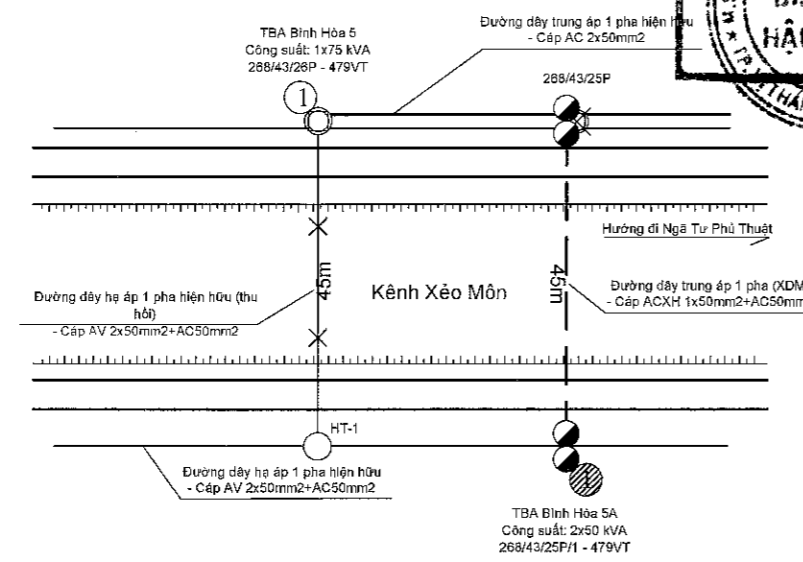 TBA Bình Hòa 5
Công suất: 1x75 kVA
268/43/26P - 479VT
1
Đường dây trung áp 1 pha hiện hữu
- Cáp AC 2x50mm2
268/43/25P
HẬU
Hướng đi Ngã Tư Phú Thuật
45m
Kênh Xẻo Môn
45m
Đường dây hạ áp 1 pha hiện hữu (thu
hồi)
- Cáp AV 2x50mm2+AC50mm2
Đường dây trung áp 1 pha (XDM
- Cáp ACXH 1x50mm2+AC50mm
HT-1
Đường dây hạ áp 1 pha hiện hữu
- Cáp AV 2x50mm2+AC50mm2
1
TBA Bình Hòa 5A
Công suất: 2x50 kVA
268/43/25P/1 - 479VT